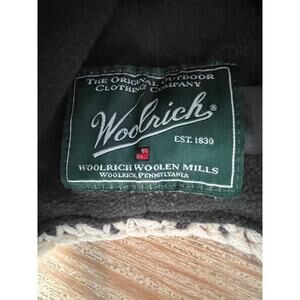 THE ORIGINAL OUTDOOR
CLOTHING COMPANY
Woolrich®
EST. 1830
WOOLRICH WOOLEN MILLS
WOOLRICH, PENNSYLVANIA